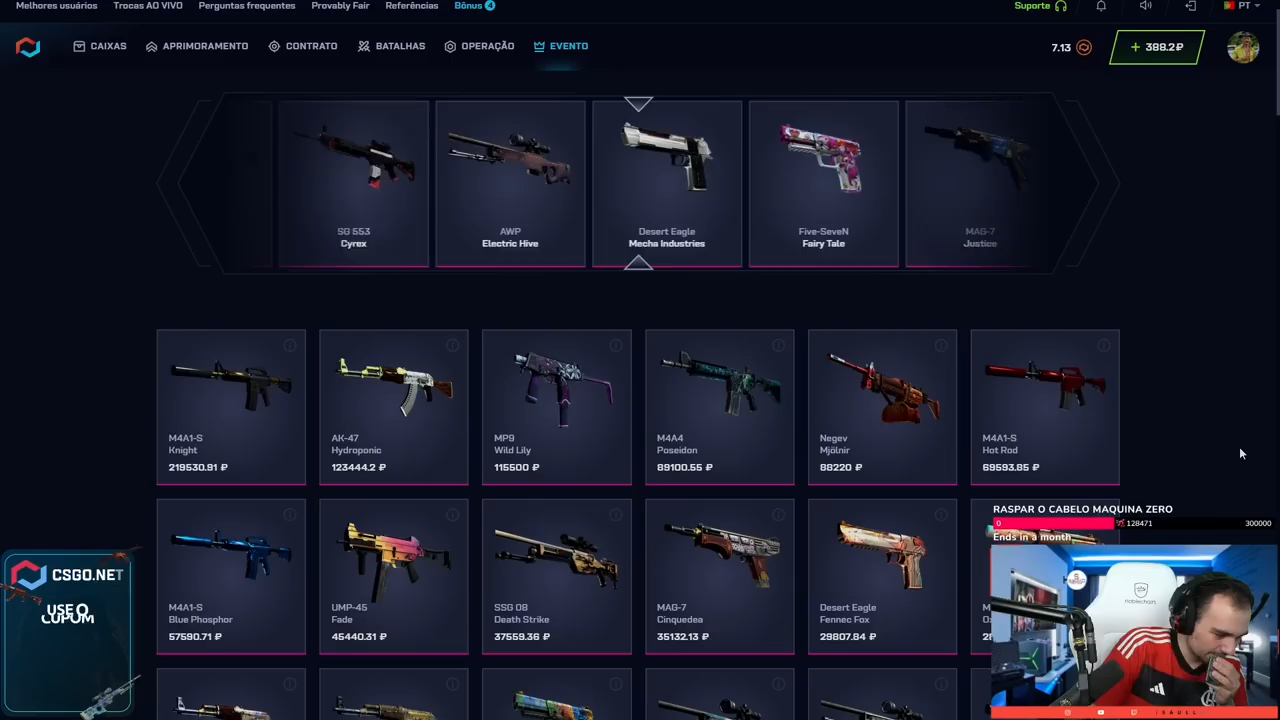 Melhores usuários Trocas AO VIVO Perguntas frequentes Provably Fair Referências Bônus 4 Suporte PT
CAIXAS APRIMORAMENTO CONTRATO BATALHAS OPERAÇÃO EVENTO 7.13 + 388.2 ₽
SG 553 AWP Desert Eagle Five-SeveN MAG-7
Cyrex Electric Hive Mecha Industries Fairy Tale Justice
M4A1-S AK-47 MP9 M4A4 Negev M4A1-S
Knight Hydroponic Wild Lily Poseidon Mjölnir Hot Rod
219530.91 ₽ 123444.2 ₽ 115500 ₽ 89100.55 ₽ 88220 ₽ 69593.85 ₽
RASPAR O CABELO MAQUINA ZERO
0 128471 300000
Ends in a month
CSGO.NET
USE O
CUPOM
M4A1-S UMP-45 SSG 08 MAG-7 Desert Eagle
Blue Phosphor Fade Death Strike Cinquedea Fennec Fox
57590.71 ₽ 45440.31 ₽ 37559.36 ₽ 35132.13 ₽ 29807.84 ₽
noblechairs